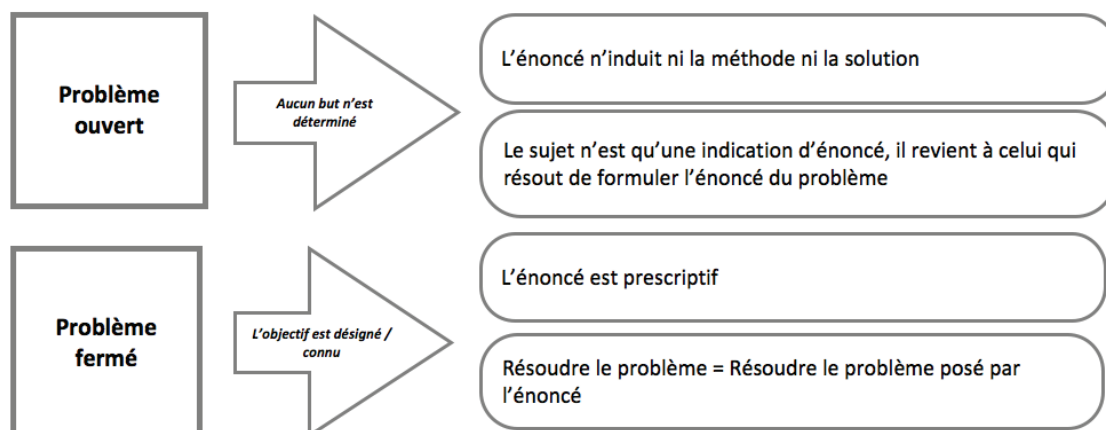 Problème
ouvert
Aucun but n'est
déterminé
L'énoncé n'induit ni la méthode ni la solution
Le sujet n'est qu'une indication d'énoncé, il revient à celui qui
résout de formuler l'énoncé du problème
Problème
fermé
L'objectif est désigné /
connu
L'énoncé est prescriptif
Résoudre le problème = Résoudre le problème posé par
l'énoncé